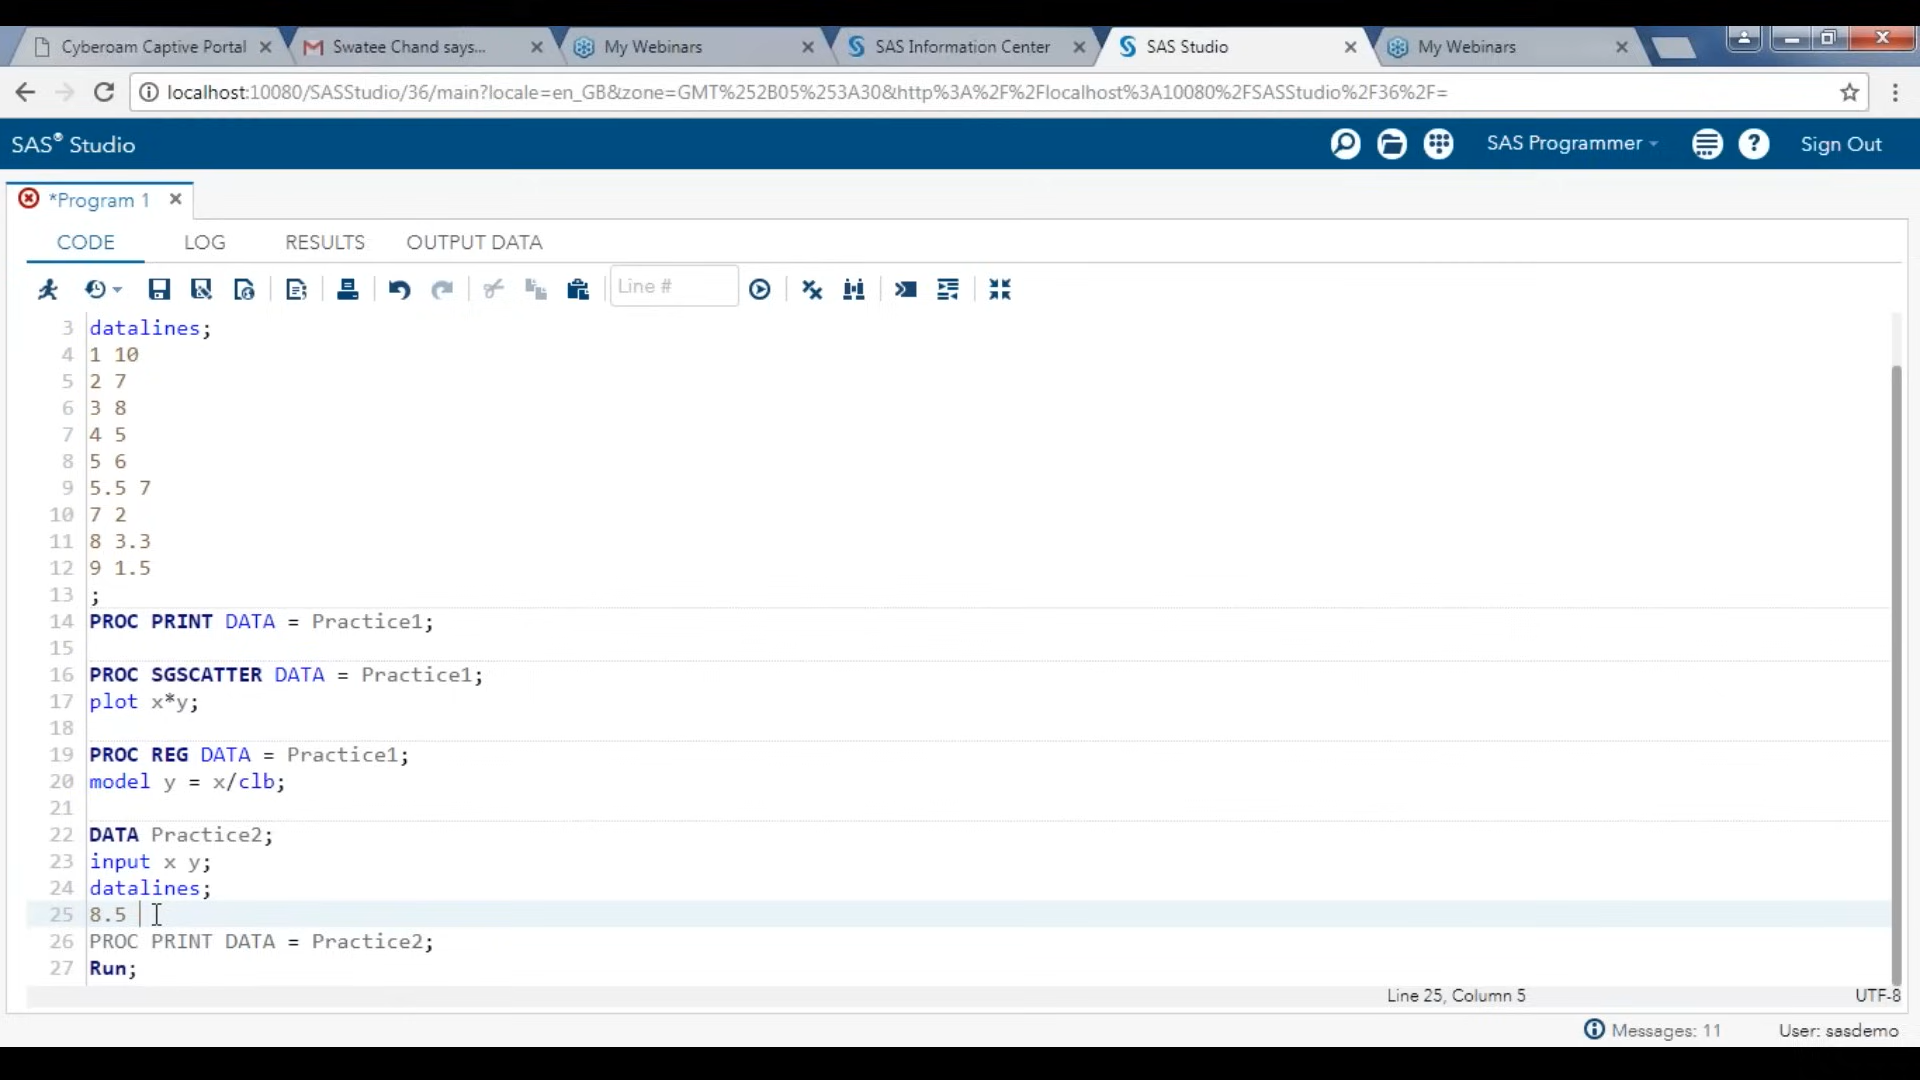 Cyberoam Captive Portal
Swatee Chand says...
My Webinars
SAS Information Center
SAS Studio
My Webinars
localhost:10080/SASStudio/36/main?locale=en_GB&zone=GMT%252B05%253A30&http%3A%2F%2Flocalhost%3A10080%2FSASStudio%2F36%2F=
SAS® Studio
SAS Programmer
Sign Out
*Program 1
CODE LOG RESULTS OUTPUT DATA
Line #
3 datalines;
4 1 10
5 2 7
6 3 8
7 4 5
8 5 6
9 5.5 7
10 7 2
11 8 3.3
12 9 1.5
13 ;
14 PROC PRINT DATA = Practice1;
15
16 PROC SGSCATTER DATA = Practice1;
17 plot x*y;
18
19 PROC REG DATA = Practice1;
20 model y = x/clb;
21
22 DATA Practice2;
23 input x y;
24 datalines;
25 8.5
26 PROC PRINT DATA = Practice2;
27 Run;
Line 25, Column 5
UTF-8
Messages: 11
User: sasdemo